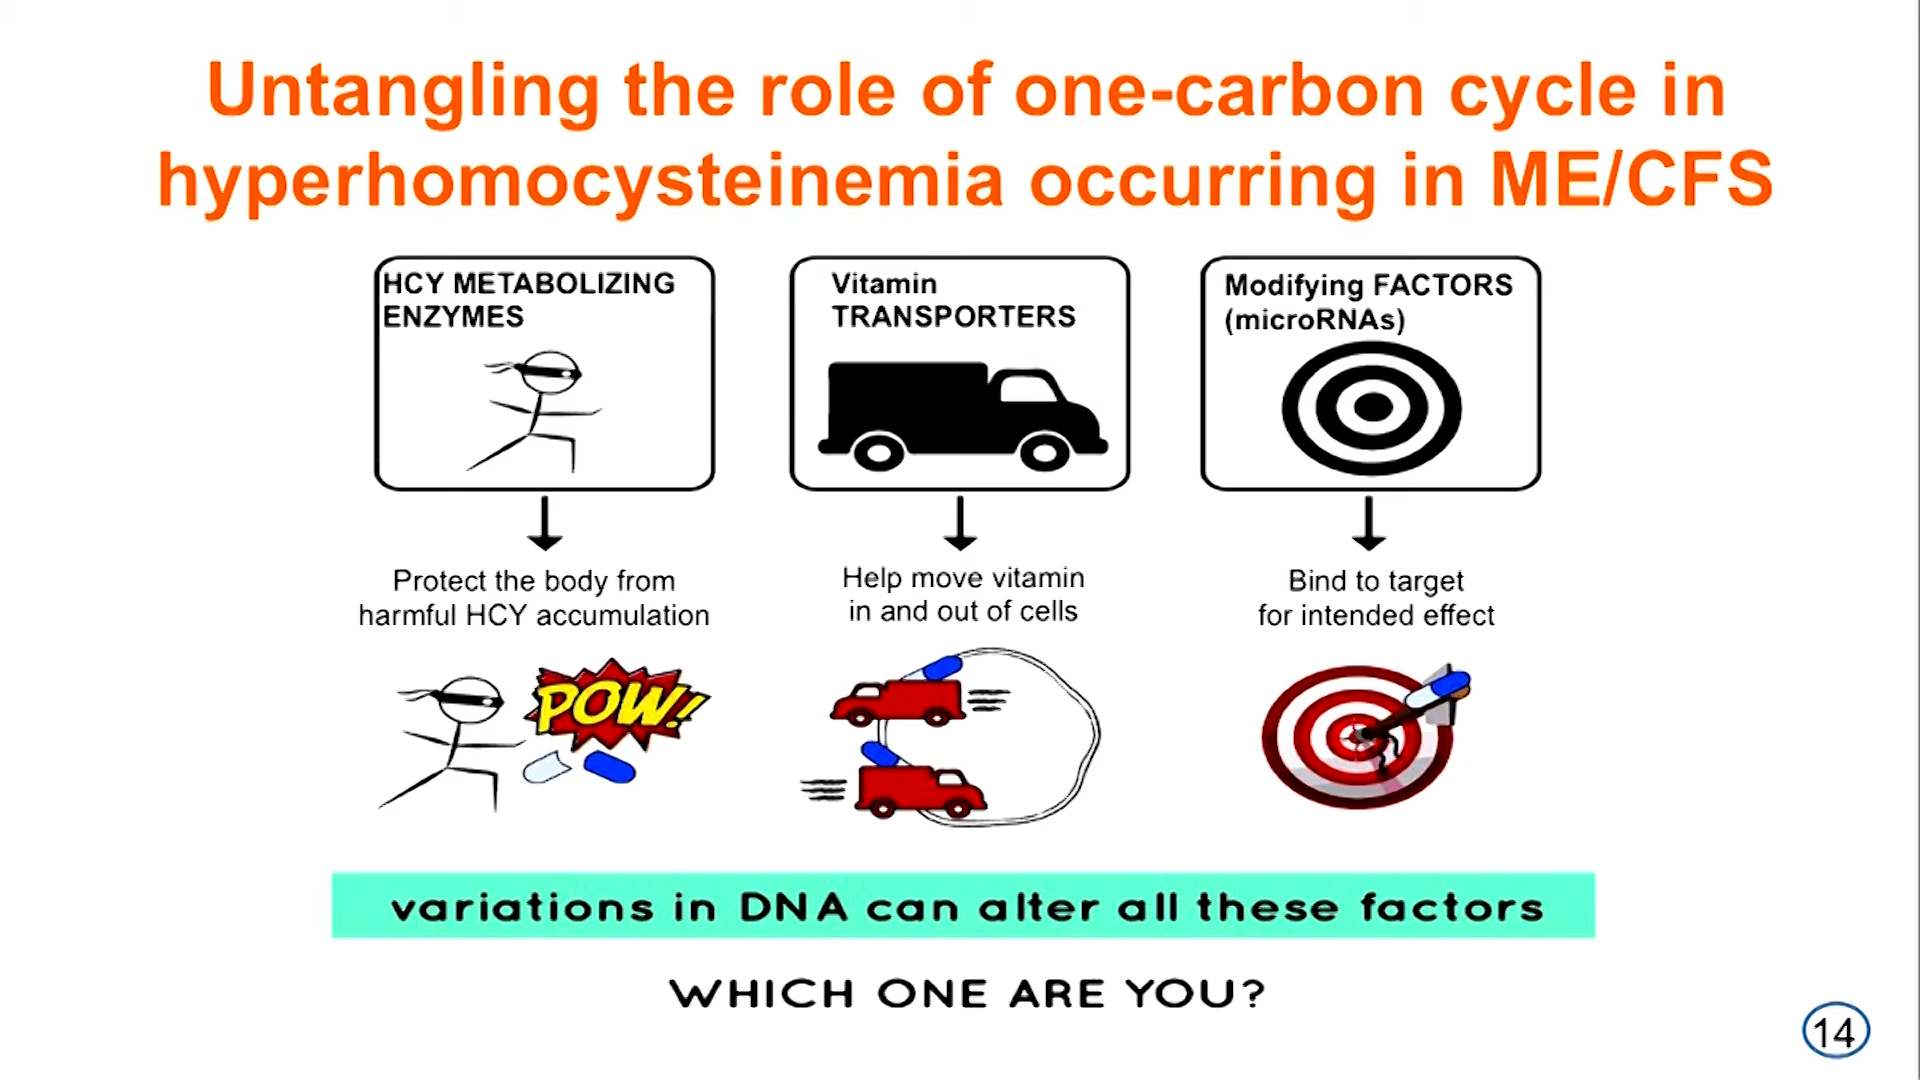 Untangling the role of one-carbon cycle in
hyperhomocysteinemia occurring in ME/CFS
HCY METABOLIZING
ENZYMES
Vitamin
TRANSPORTERS
Modifying FACTORS
(microRNAs)
Protect the body from
harmful HCY accumulation
Help move vitamin
in and out of cells
Bind to target
for intended effect
POW!
variations in DNA can alter all these factors
WHICH ONE ARE YOU?
14